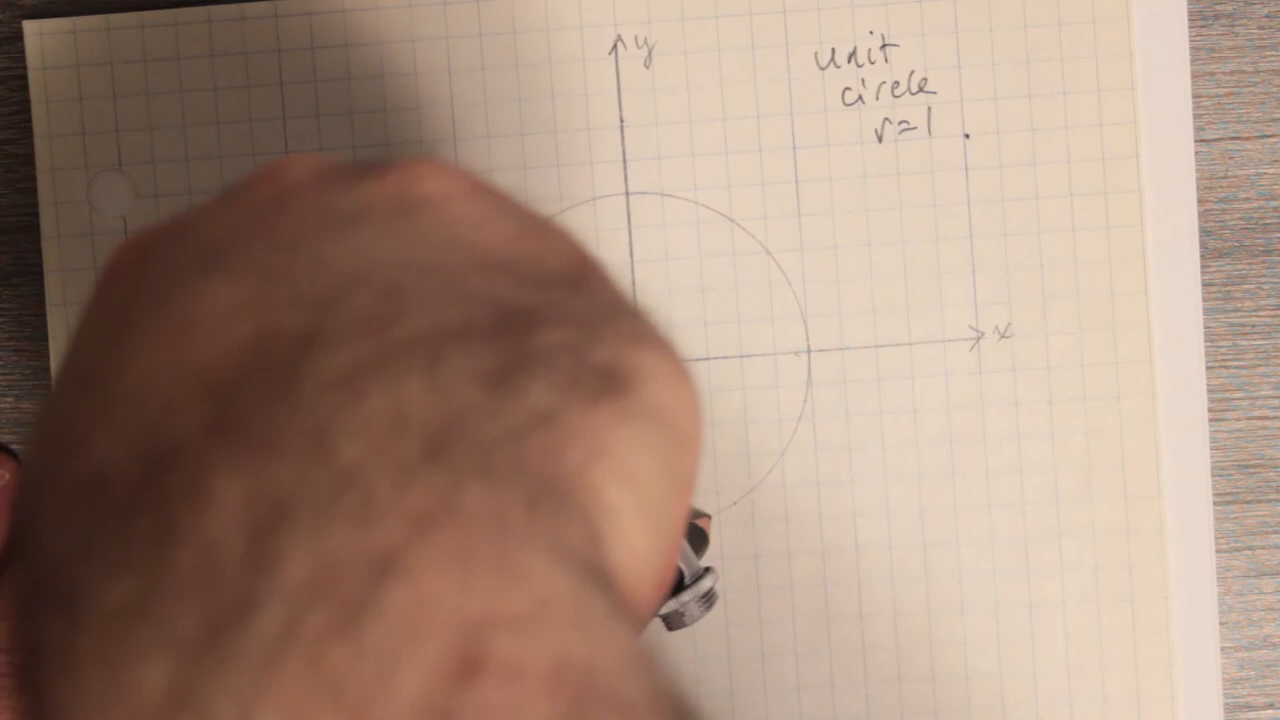 y
unit
circle
r=1
x